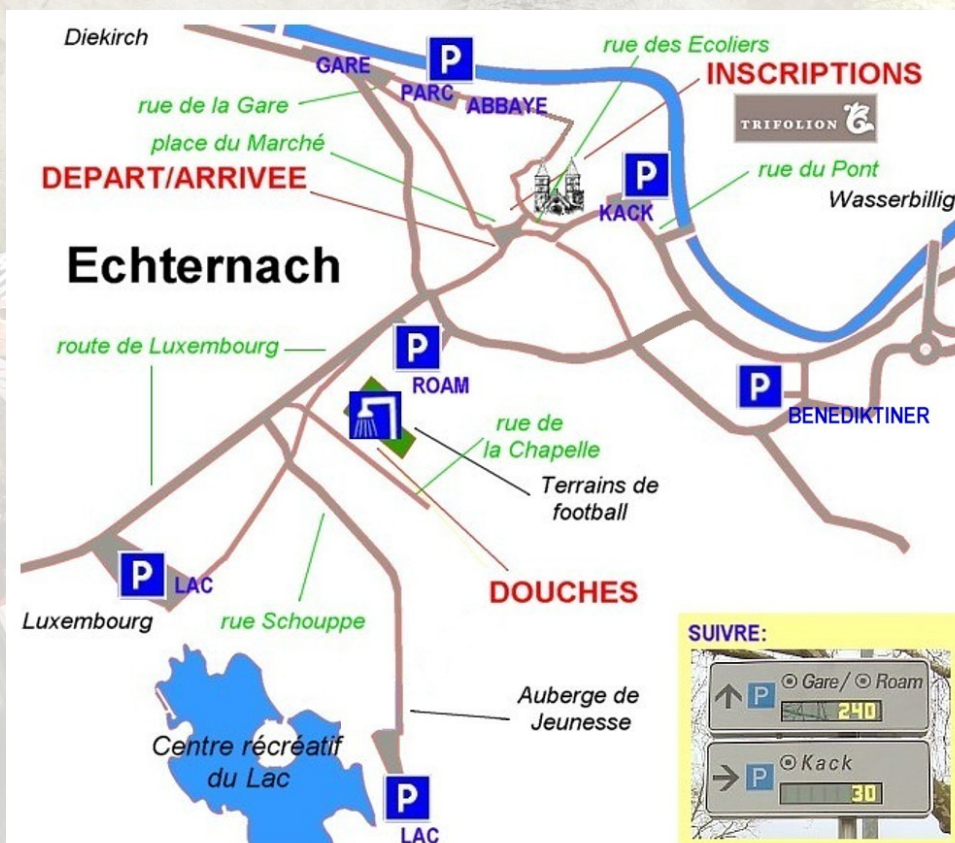 Diekirch
P
rue des Ecoliers
GARE
INSCRIPTIONS
PARC
rue de la Gare
ABBAYE
TRIFOLION
place du Marché
P
rue du Pont
DEPART/ARRIVEE
KACK
Wasserbillig
Echternach
route de Luxembourg
P
ROAM
P
BENEDIKTINER
rue de
la Chapelle
Terrains de
football
P
LAC
DOUCHES
Luxembourg
rue Schouppe
SUIVRE:
P Gare/ Roam
240
P Kack
30
Auberge de
Jeunesse
Centre récréatif
du Lac
P
LAC